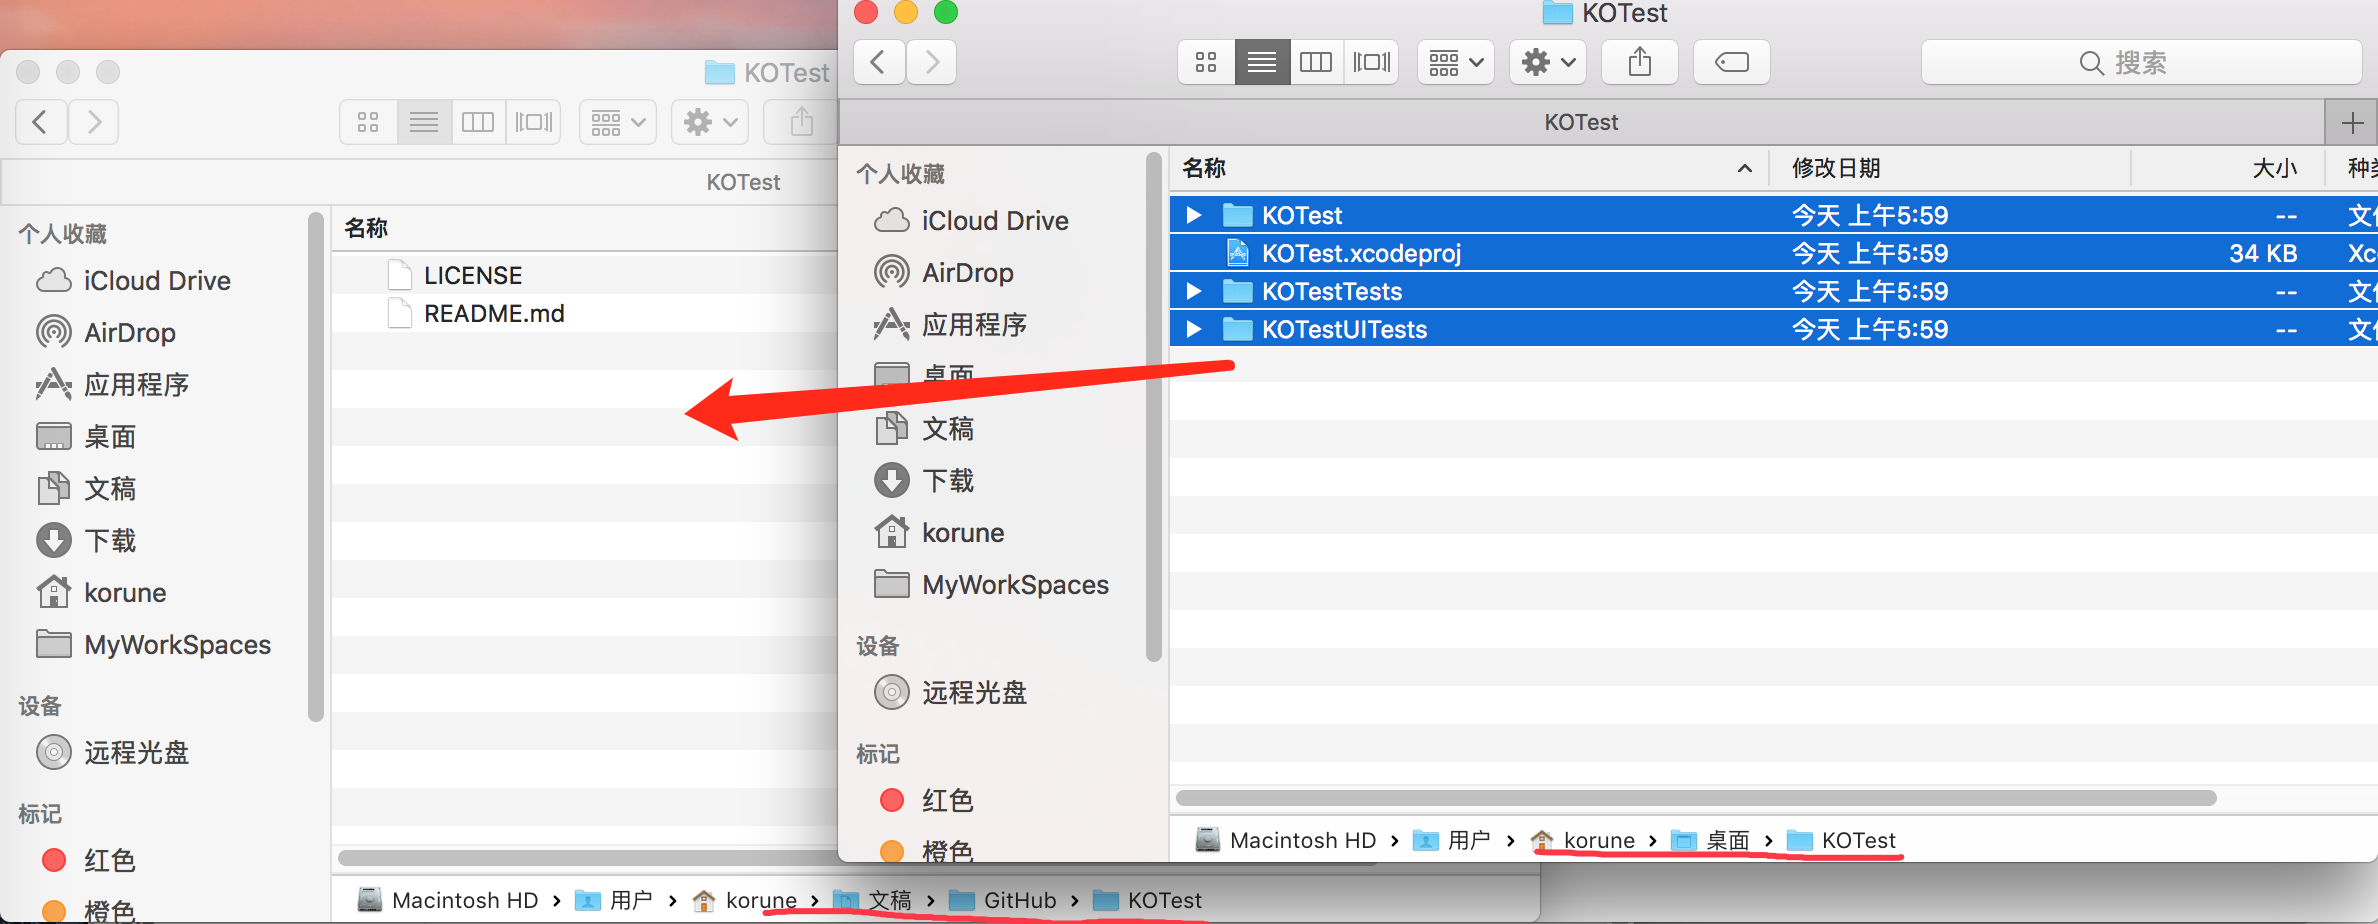 KOTest
KOTest
个人收藏
iCloud Drive
AirDrop
应用程序
桌面
文稿
下载
korune
MyWorkSpaces
设备
远程光盘
标记
红色
橙色
名称
LICENSE
README.md
Macintosh HD 用户 korune 文稿 GitHub KOTest
KOTest
搜索
KOTest
个人收藏
iCloud Drive
AirDrop
应用程序
桌面
文稿
下载
korune
MyWorkSpaces
设备
远程光盘
标记
红色
橙色
名称 修改日期 大小 种
KOTest 今天 上午5:59 -- 文
KOTest.xcodeproj 今天 上午5:59 34 KB Xc
KOTestTests 今天 上午5:59 -- 文
KOTestUITests 今天 上午5:59 -- 文
Macintosh HD 用户 korune 桌面 KOTest